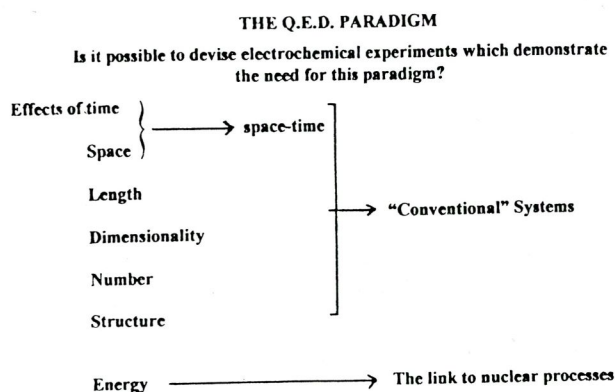 THE Q.E.D. PARADIGM
Is it possible to devise electrochemical experiments which demonstrate
the need for this paradigm?
Effects of time
Space
space-time
Length
Dimensionality
Number
Structure
"Conventional" Systems
Energy
The link to nuclear processes